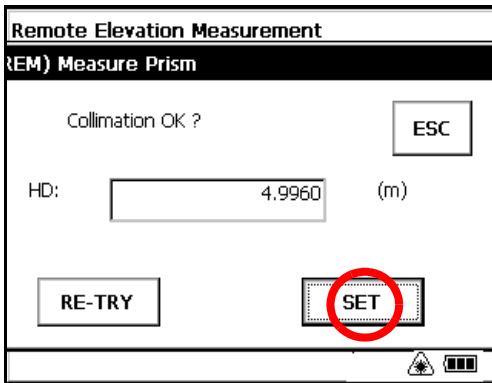 Remote Elevation Measurement
REM) Measure Prism
Collimation OK ?
ESC
HD: 4.9960 (m)
RE-TRY SET